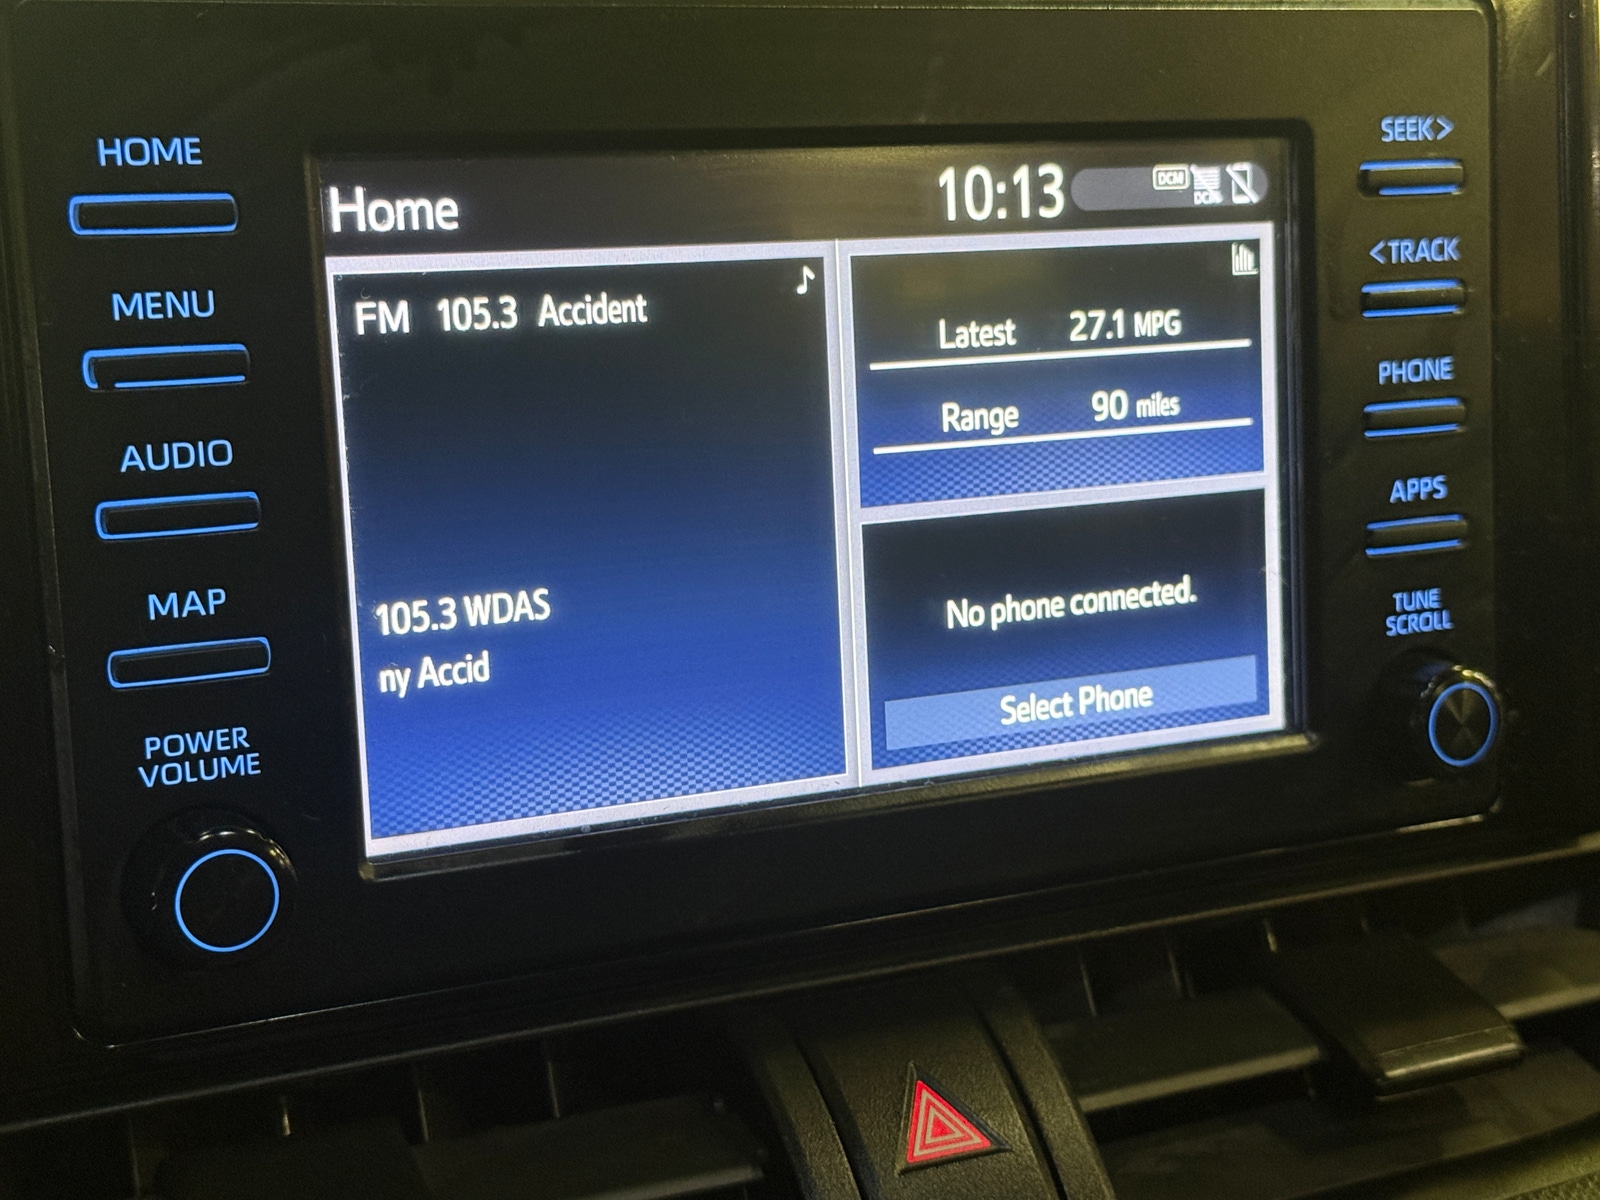 HOME
MENU
AUDIO
MAP
POWER
VOLUME
Home
10:13
DCM
DCM
FM 105.3 Accident
105.3 WDAS
ny Accid
Latest 27.1 MPG
Range 90 miles
No phone connected.
Select Phone
SEEK>
<TRACK
PHONE
APPS
TUNE
SCROLL